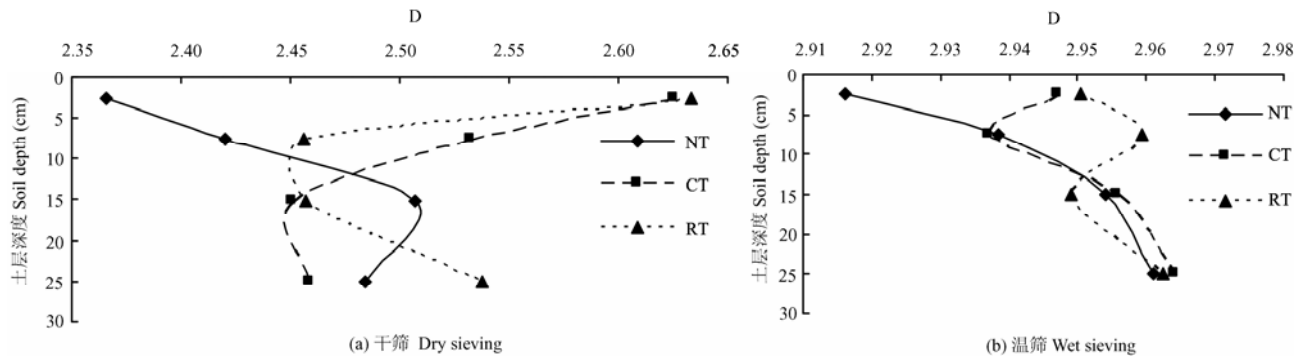 D
2.35 2.40 2.45 2.50 2.55 2.60 2.65
0
5
10
15
20
25
30
土层深度 Soil depth (cm)
NT
CT
RT
(a) 干筛 Dry sieving
D
2.91 2.92 2.93 2.94 2.95 2.96 2.97 2.98
0
5
10
15
20
25
30
土层深度 Soil depth (cm)
NT
CT
RT
(b) 温筛 Wet sieving